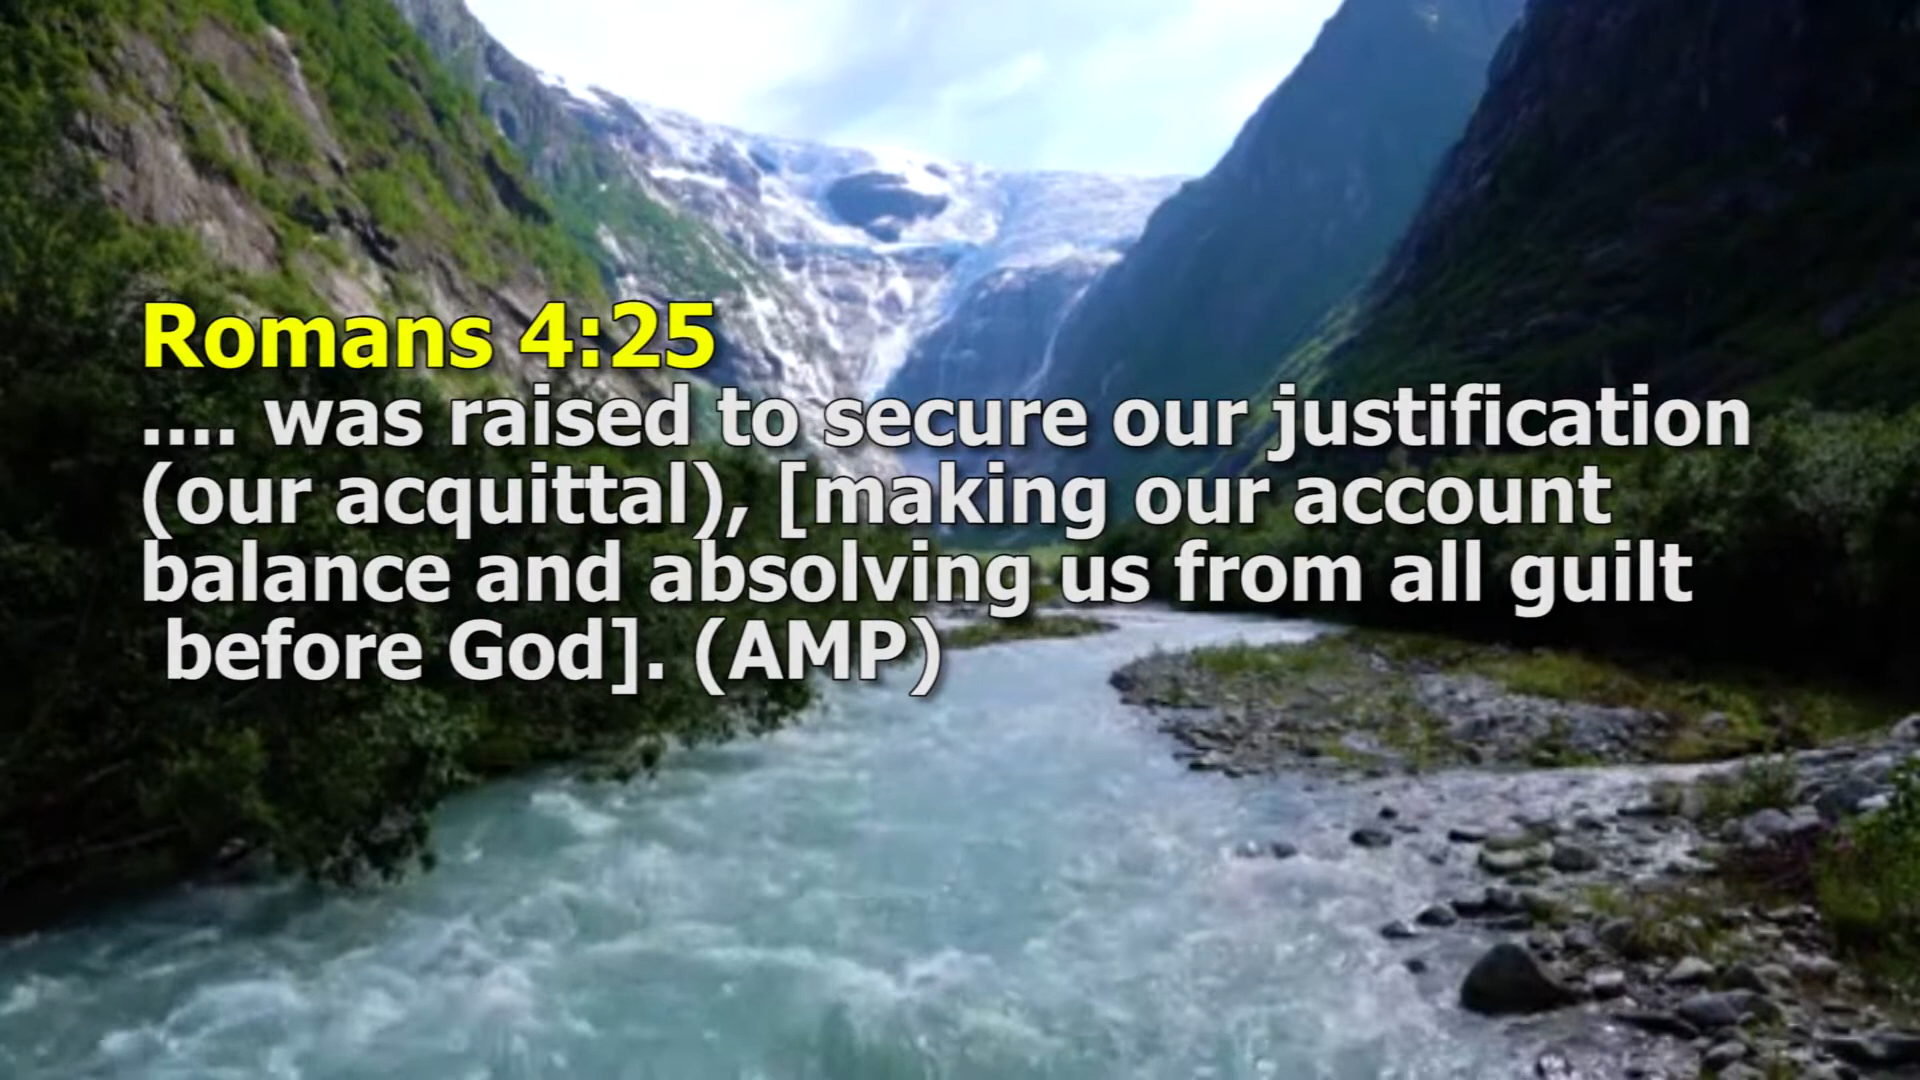 Romans 4:25
.... was raised to secure our justification
(our acquittal), [making our account
balance and absolving us from all guilt
before God]. (AMP)